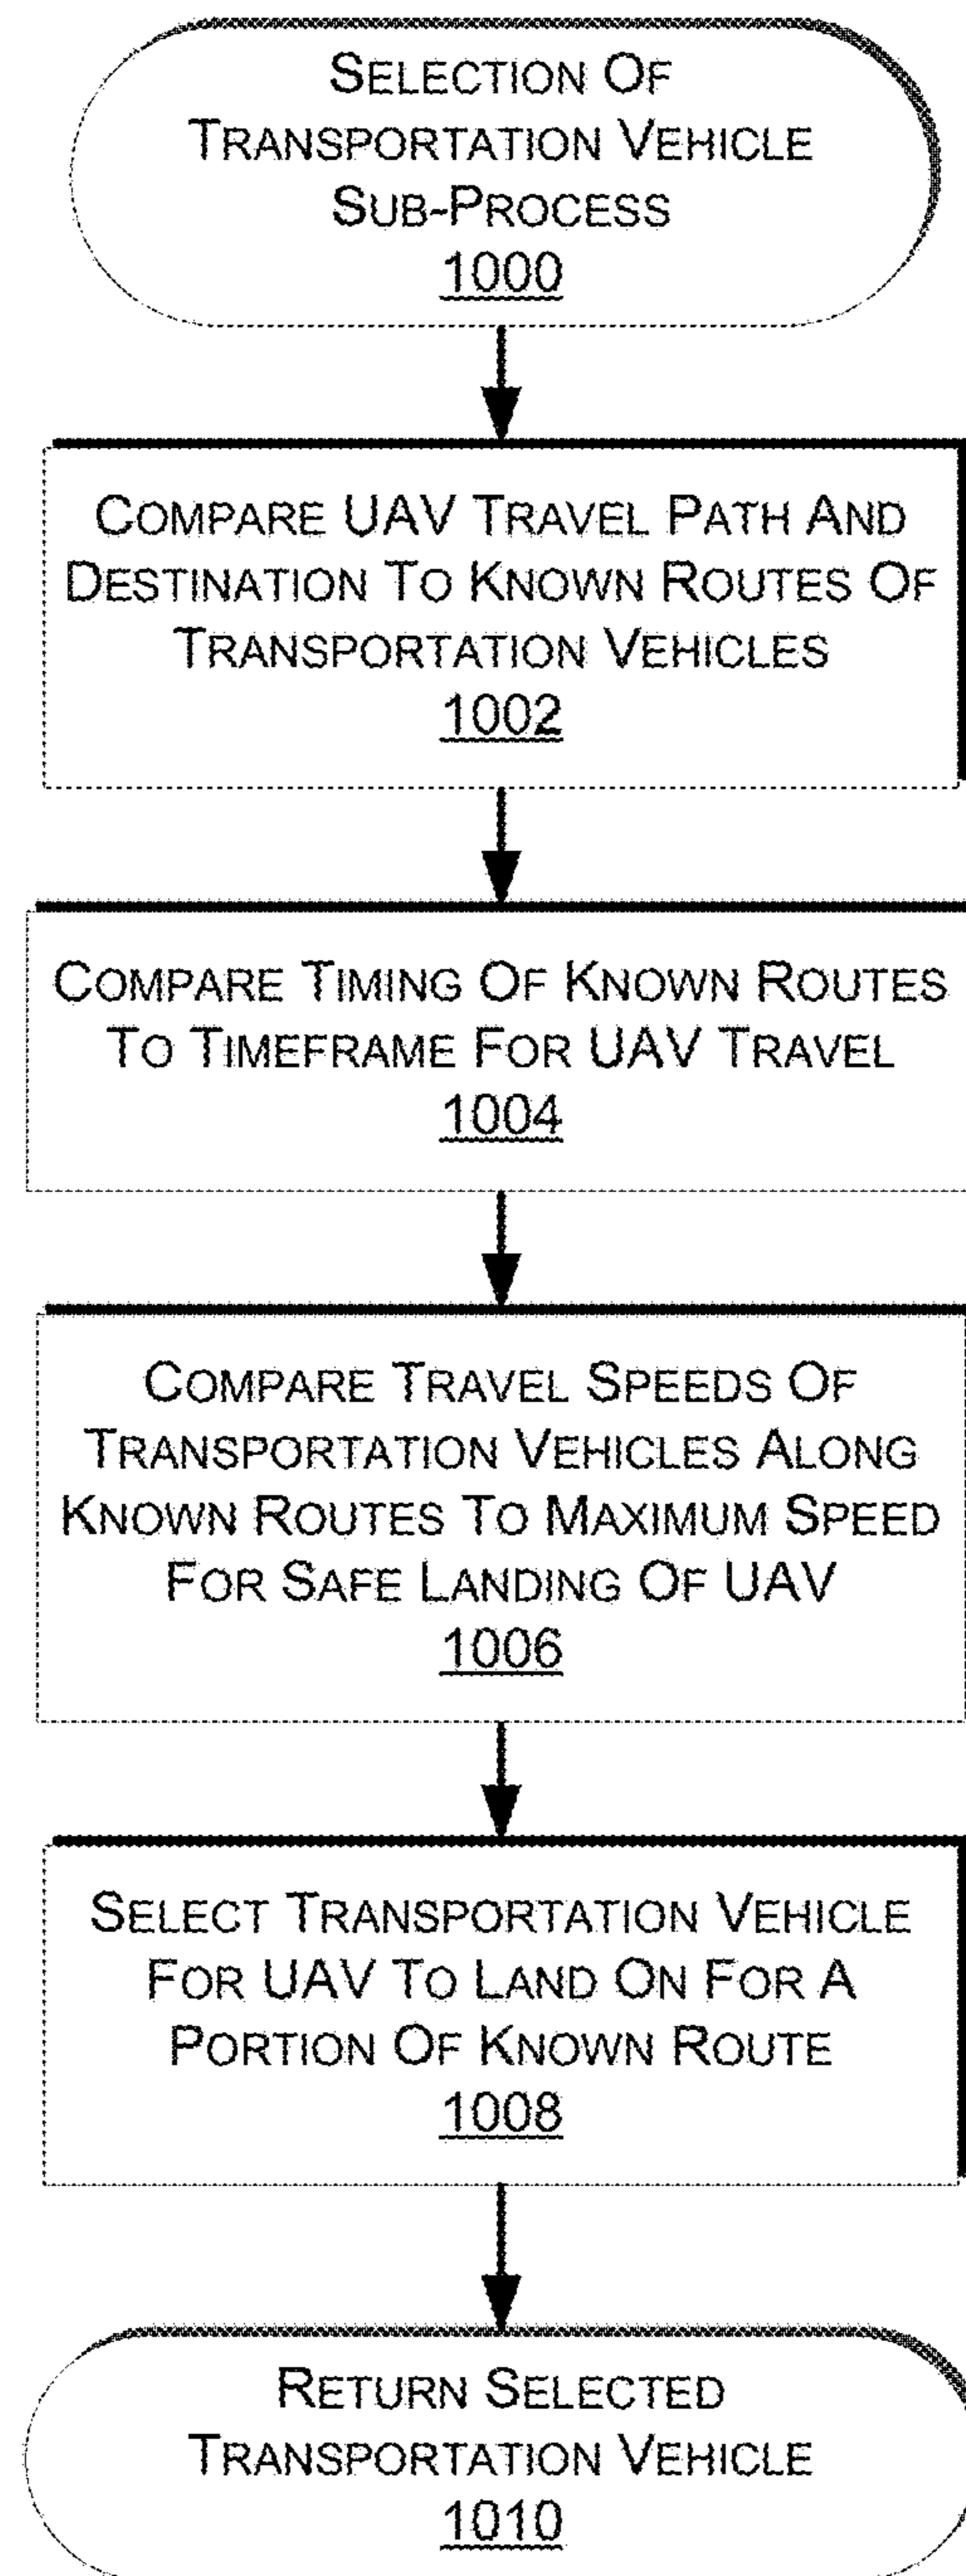 SELECTION OF
TRANSPORTATION VEHICLE
SUB-PROCESS
1000
COMPARE UAV TRAVEL PATH AND
DESTINATION TO KNOWN ROUTES OF
TRANSPORTATION VEHICLES
1002
COMPARE TIMING OF KNOWN ROUTES
TO TIMEFRAME FOR UAV TRAVEL
1004
COMPARE TRAVEL SPEEDS OF
TRANSPORTATION VEHICLES ALONG
KNOWN ROUTES TO MAXIMUM SPEED
FOR SAFE LANDING OF UAV
1006
SELECT TRANSPORTATION VEHICLE
FOR UAV TO LAND ON FOR A
PORTION OF KNOWN ROUTE
1008
RETURN SELECTED
TRANSPORTATION VEHICLE
1010